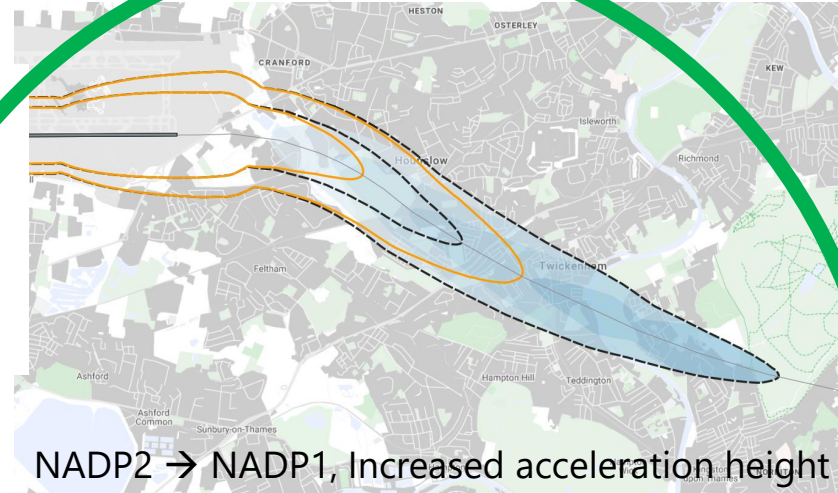 HESTON
OSTERLEY
CRANFORD
KEW
Isleworth
Hounslow
Richmond
Feltham
Twickenham
Hampton Hill
Teddington
Ashford
Ashford
Common
Sunbury-on-Thames
NADP2 → NADP1, Increased acceleration height